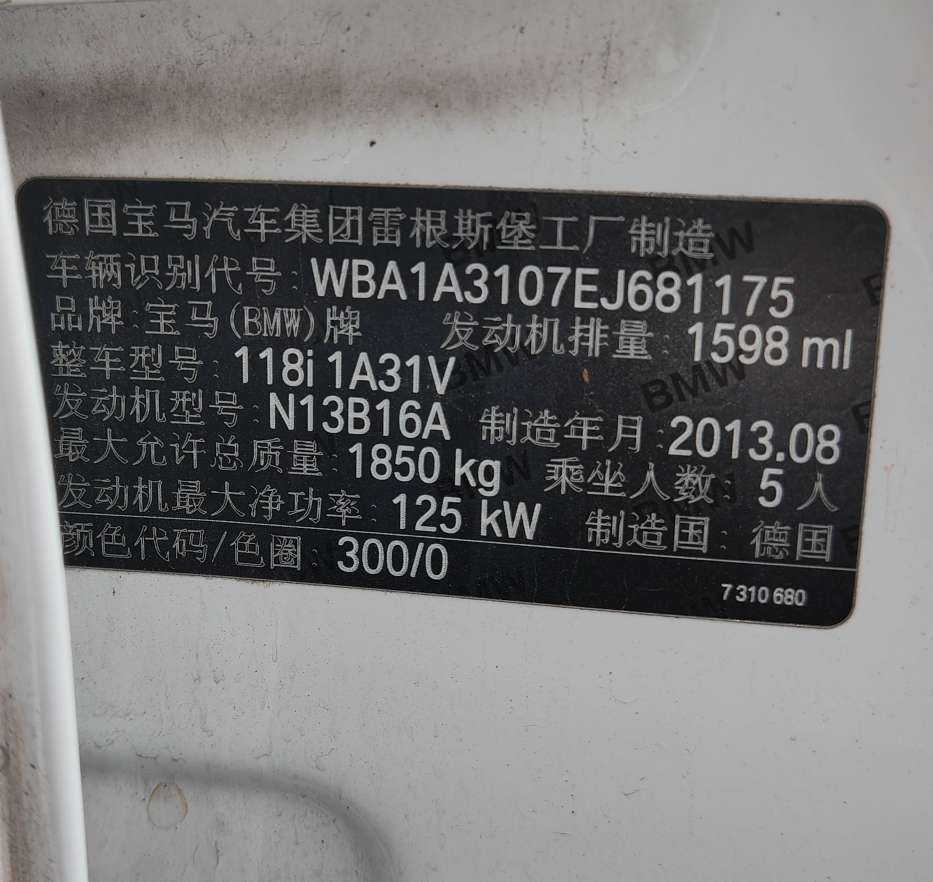 德国宝马汽车集团雷根斯堡工厂制造
车辆识别代号: WBA1A3107EJ681175
品牌: 宝马(BMW)牌 发动机排量: 1598 ml
整车型号: 118i 1A31V
发动机型号: N13B16A 制造年月: 2013.08
最大允许总质量: 1850 kg 乘坐人数: 5 人
发动机最大净功率: 125 kW 制造国: 德国
颜色代码/色圈: 300/0
7 310 680